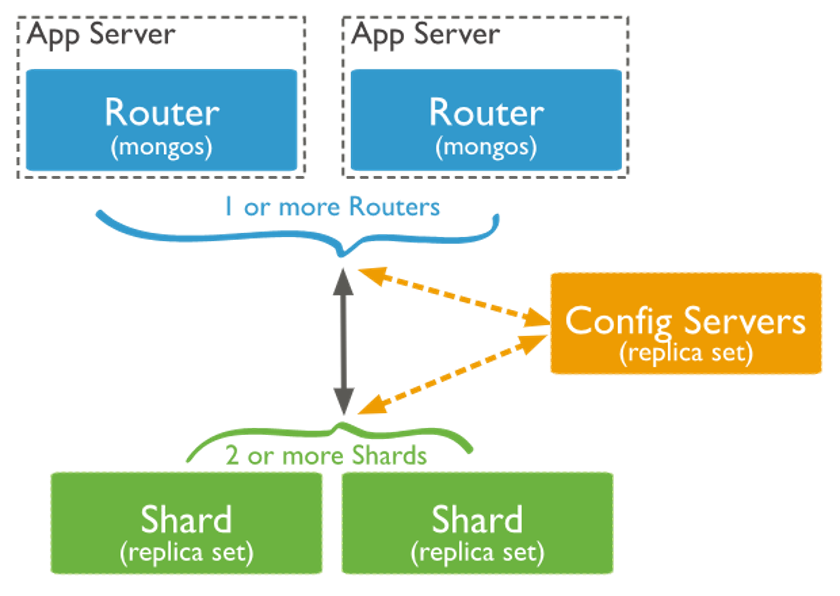 App Server
App Server
Router
(mongos)
Router
(mongos)
1 or more Routers
Config Servers
(replica set)
2 or more Shards
Shard
(replica set)
Shard
(replica set)